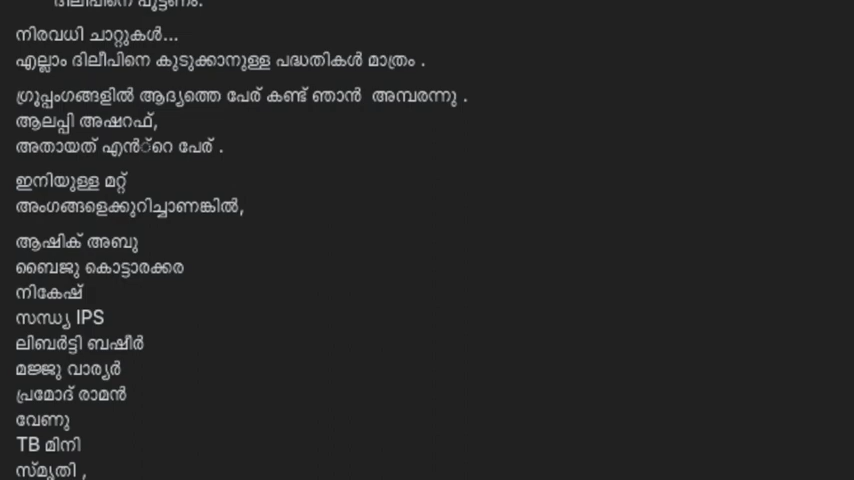 ദിലീപിനെ പൂട്ടണം.
നിരവധി ചാറ്റുകൾ...
എല്ലാം ദിലീപിനെ കുടുക്കാനുള്ള പദ്ധതികൾ മാത്രം .
ഗ്രൂപ്പംഗങ്ങളിൽ ആദ്യത്തെ പേര് കണ്ട് ഞാൻ അമ്പരന്നു .
ആലപ്പി അഷറഫ്,
അതായത് എൻ്റെ പേര് .
ഇനിയുള്ള മറ്റ്
അംഗങ്ങളെക്കുറിച്ചാണങ്കിൽ,
ആഷിക് അബു
ബൈജു കൊട്ടാരക്കര
നികേഷ്
സന്ധ്യ IPS
ലിബർട്ടി ബഷീർ
മജ്ജു വാര്യർ
പ്രമോദ് രാമൻ
വേണു
TB മിനി
സ്മൃതി ,